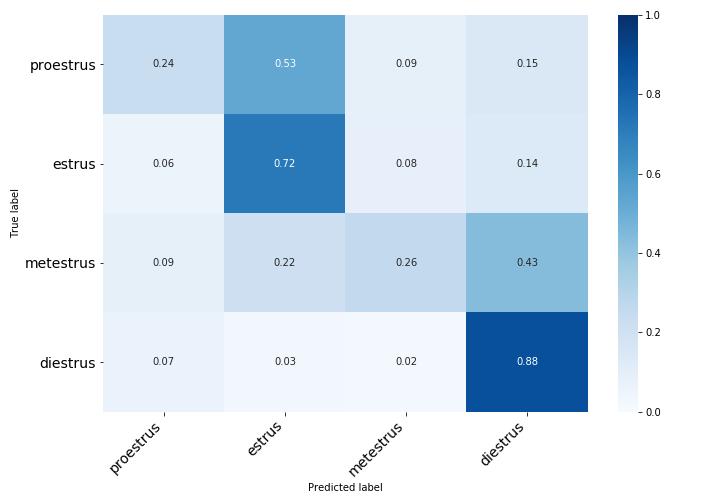 proestrus 0.24 0.53 0.09 0.15
estrus 0.06 0.72 0.08 0.14
metestrus 0.09 0.22 0.26 0.43
diestrus 0.07 0.03 0.02 0.88
True label
proestrus estrus metestrus diestrus
Predicted label
1.0
0.8
0.6
0.4
0.2
0.0